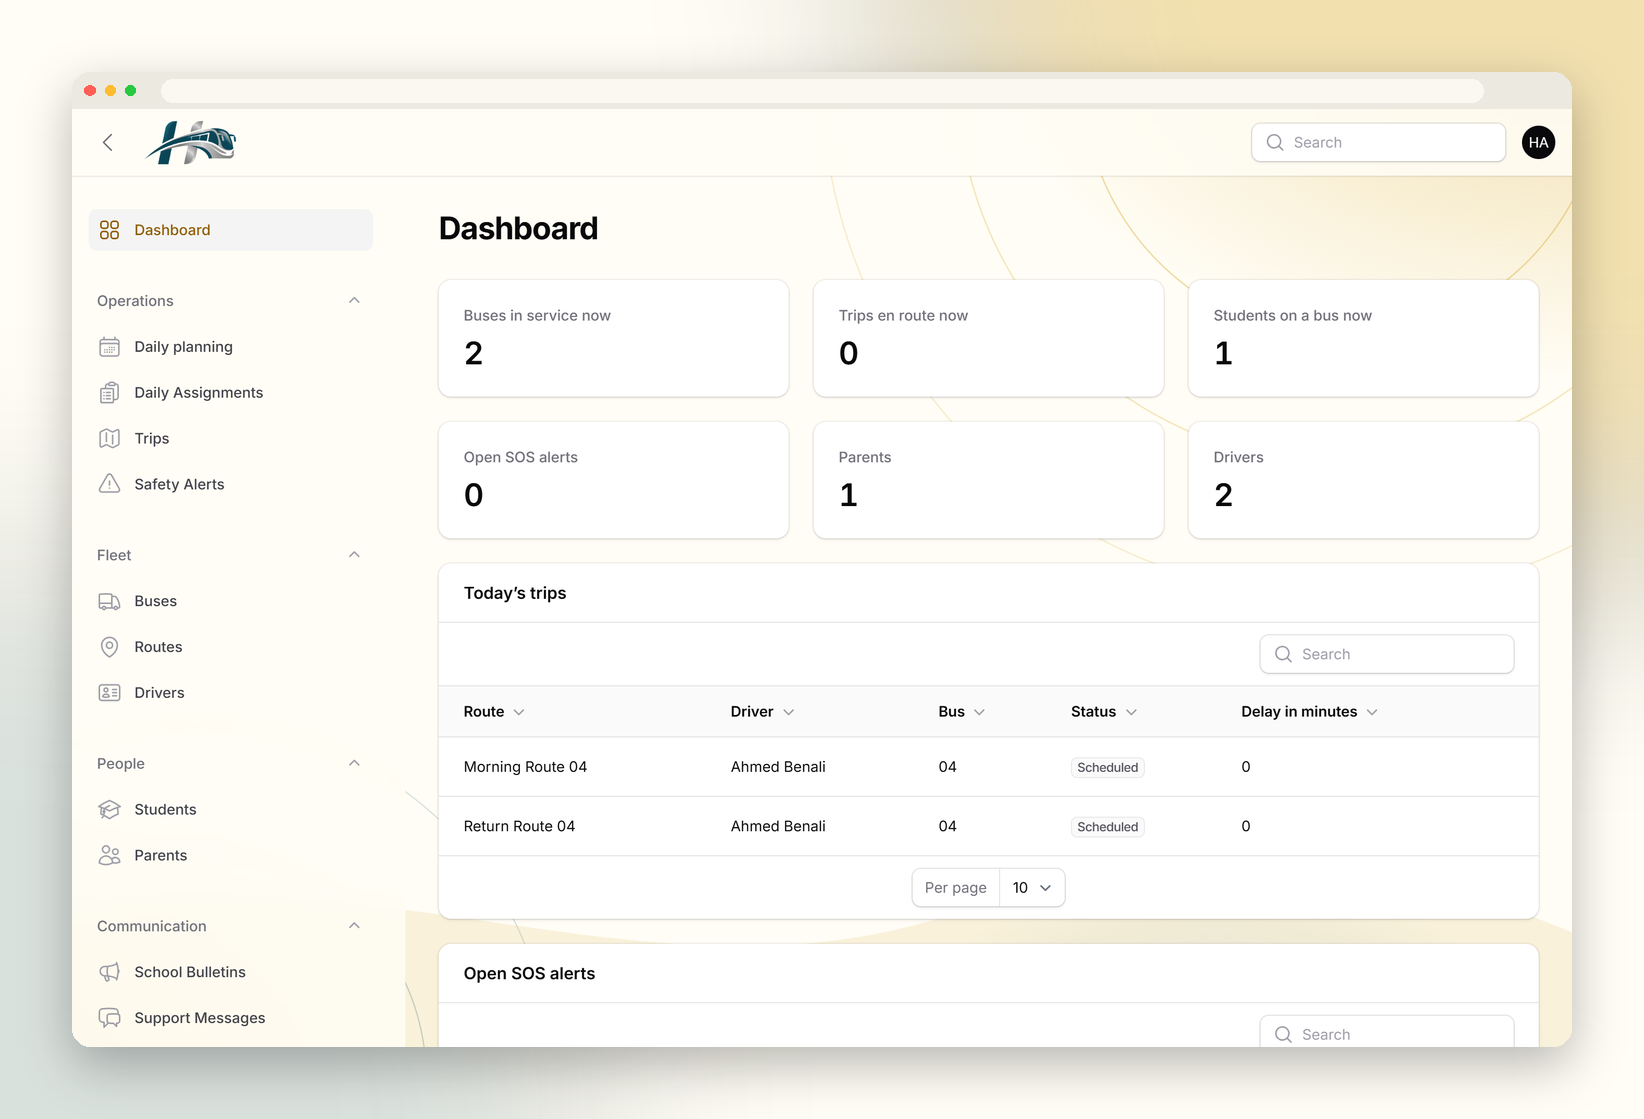 Search
HA
Dashboard
Operations
Daily planning
Daily Assignments
Trips
Safety Alerts
Fleet
Buses
Routes
Drivers
People
Students
Parents
Communication
School Bulletins
Support Messages
Dashboard
Buses in service now
2
Trips en route now
0
Students on a bus now
1
Open SOS alerts
0
Parents
1
Drivers
2
Today’s trips
Search
Route Driver Bus Status Delay in minutes
Morning Route 04 Ahmed Benali 04 Scheduled 0
Return Route 04 Ahmed Benali 04 Scheduled 0
Per page 10
Open SOS alerts
Search